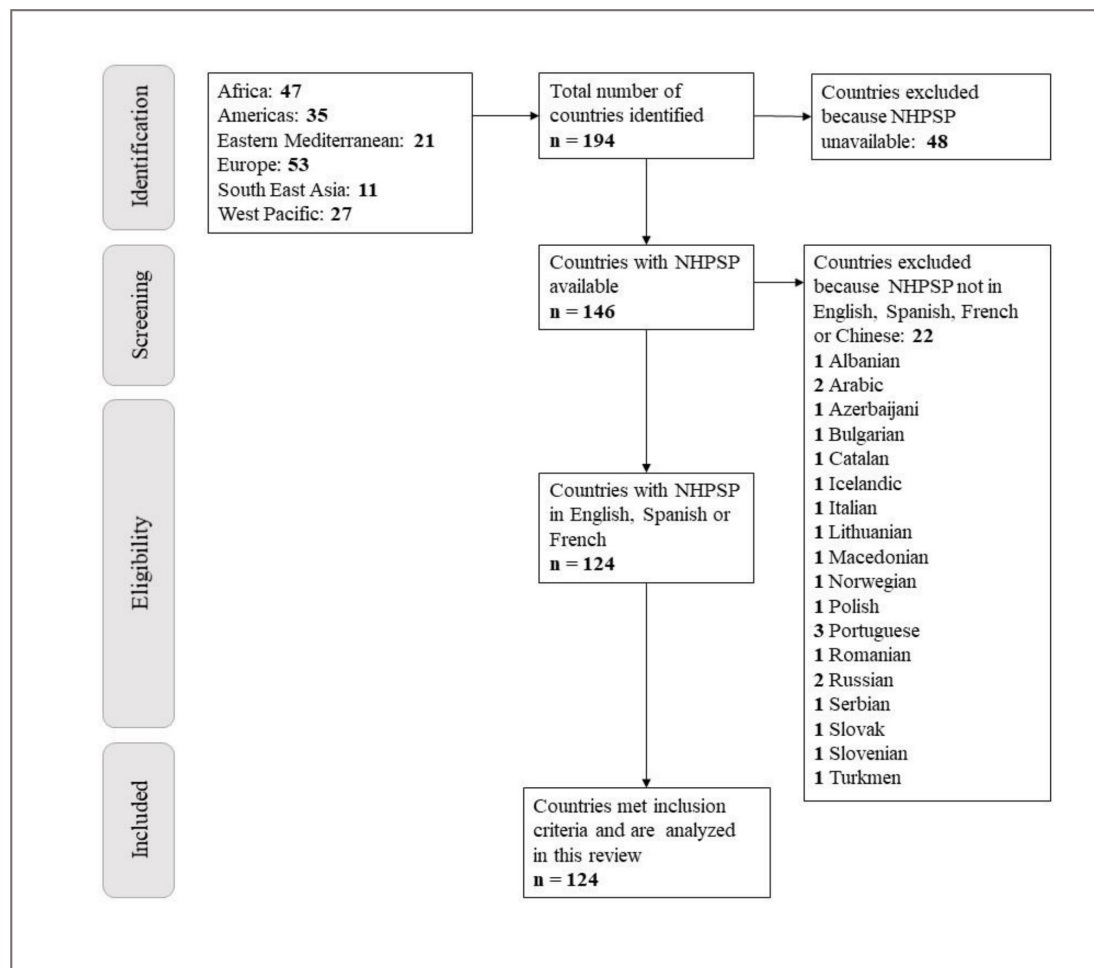 Identification
Africa: 47
Americas: 35
Eastern Mediterranean: 21
Europe: 53
South East Asia: 11
West Pacific: 27
Total number of
countries identified
n = 194
Countries excluded
because NHPSP
unavailable: 48
Screening
Countries with NHPSP
available
n = 146
Countries excluded
because NHPSP not in
English, Spanish, French
or Chinese: 22
1 Albanian
2 Arabic
1 Azerbaijani
1 Bulgarian
1 Catalan
1 Icelandic
1 Italian
1 Lithuanian
1 Macedonian
1 Norwegian
1 Polish
3 Portuguese
1 Romanian
2 Russian
1 Serbian
1 Slovak
1 Slovenian
1 Turkmen
Eligibility
Countries with NHPSP
in English, Spanish or
French
n = 124
Included
Countries met inclusion
criteria and are analyzed
in this review
n = 124